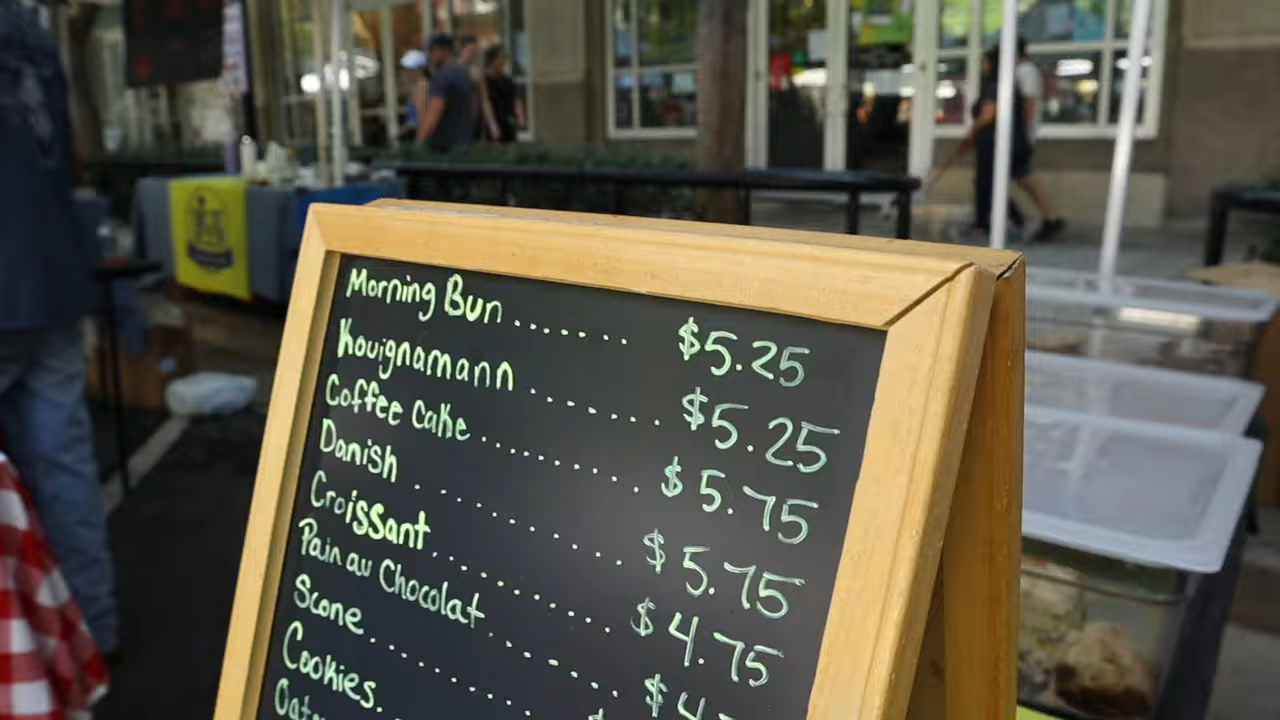 Morning Bun ....... $5.25
Kouignamann ........ $5.25
Coffee Cake .......... $5.75
Danish ............. $5.75
Croissant .......... $4.75
Pain au Chocolat ......... $4.
Scone .............. $
Cookies.